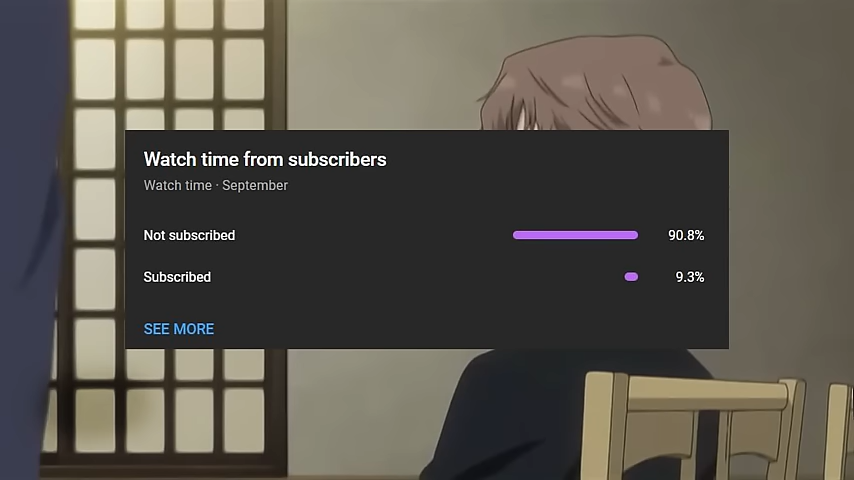 Watch time from subscribers
Watch time · September
Not subscribed 90.8%
Subscribed 9.3%
SEE MORE